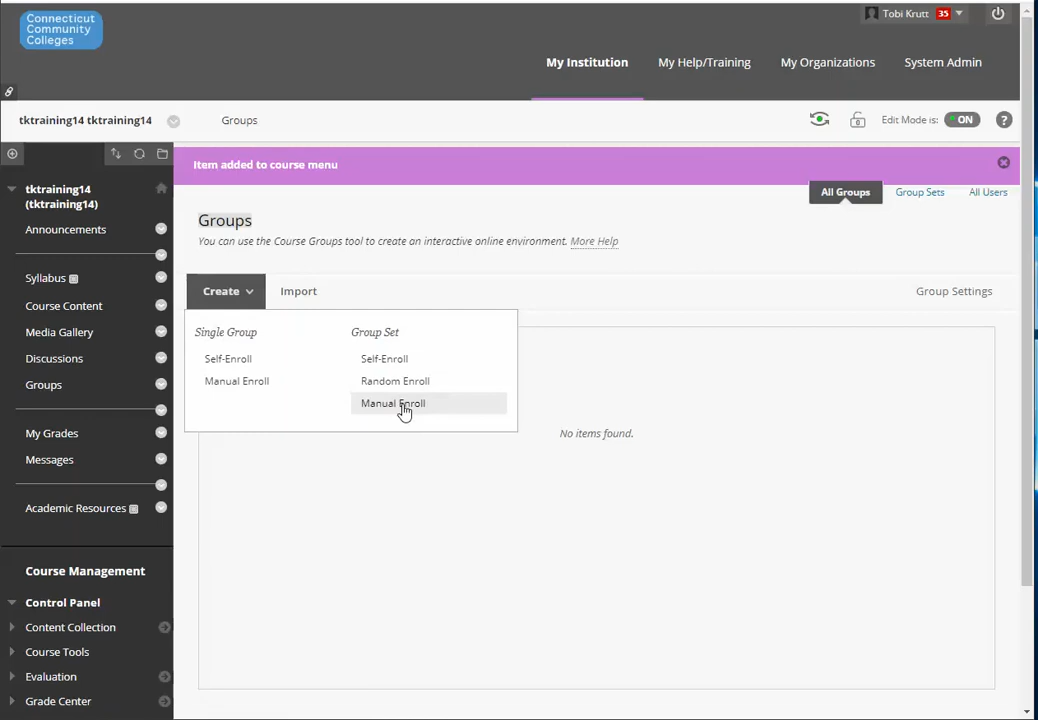 Connecticut
Community
Colleges
Tobi Krutt 35
My Institution My Help/Training My Organizations System Admin
tktraining14 tktraining14 Groups Edit Mode is: ON ?
Item added to course menu
All Groups Group Sets All Users
tktraining14
(tktraining14)
Announcements
Syllabus
Course Content
Media Gallery
Discussions
Groups
My Grades
Messages
Academic Resources
Course Management
Control Panel
Content Collection
Course Tools
Evaluation
Grade Center
Groups
You can use the Course Groups tool to create an interactive online environment. More Help
Create Import Group Settings
Single Group Group Set
Self-Enroll Self-Enroll
Manual Enroll Random Enroll
Manual Enroll
No items found.